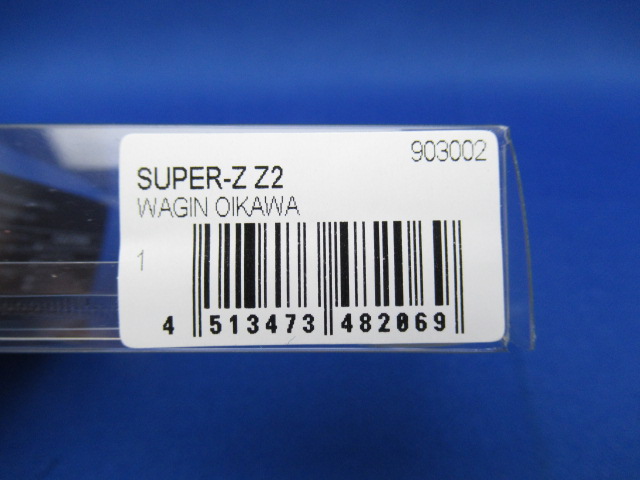 903002
SUPER-Z Z2
WAGIN OIKAWA
1
4 513473 482069